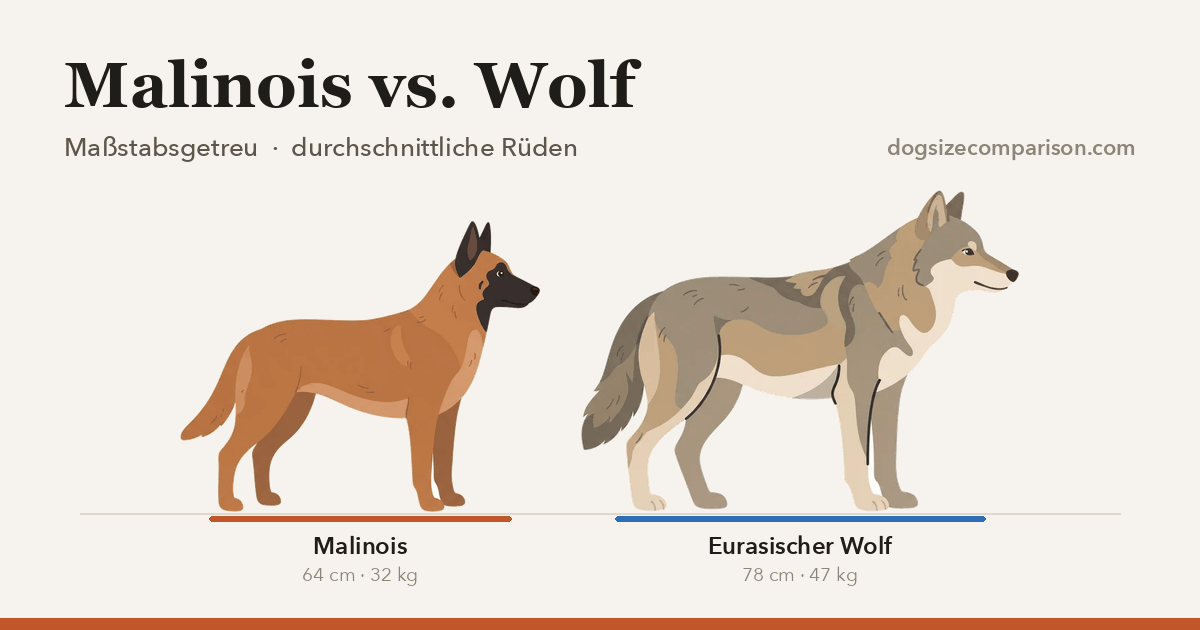 Malinois vs. Wolf
Maßstabsgetreu · durchschnittliche Rüden
dogsizecomparison.com
Malinois
64 cm · 32 kg
Eurasischer Wolf
78 cm · 47 kg